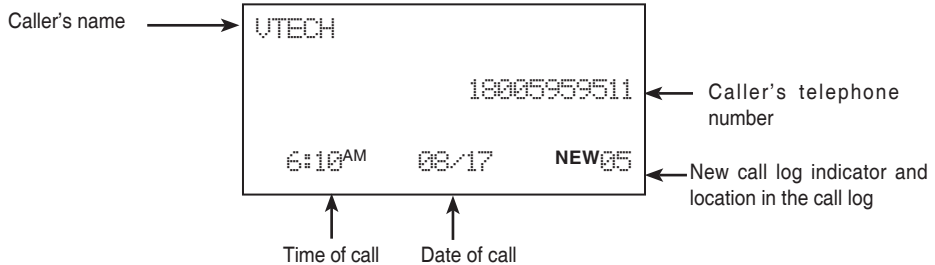 Caller's name
VTECH
18005959511
Caller's telephone
number
6:10AM 08/17 NEW05
New call log indicator and
location in the call log
Time of call Date of call